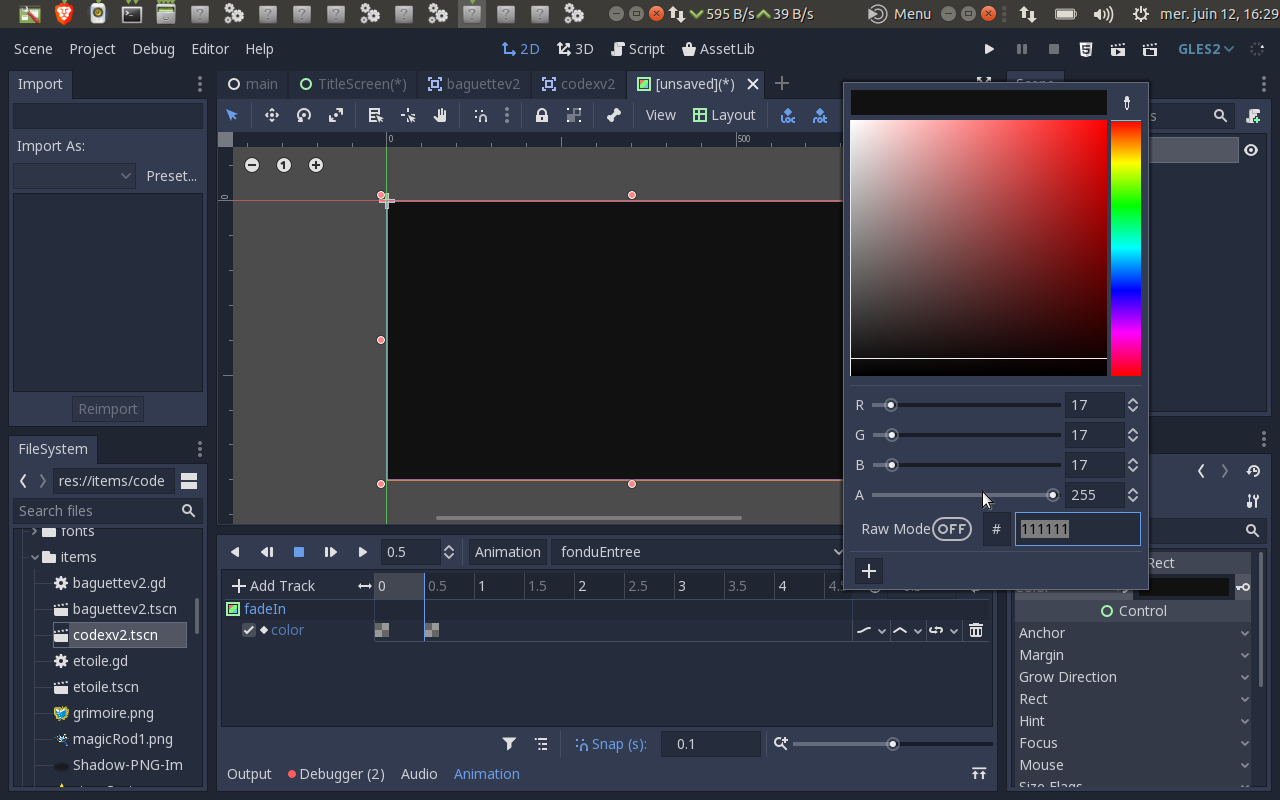 595 B/s 39 B/s Menu mer. juin 12, 16:29
Scene Project Debug Editor Help 2D 3D Script AssetLib GLES2
Import main TitleScreen(*) baguettev2 codexv2 [unsaved](*)
View Layout
Import As:
Preset...
0 500
0
1
Reimport
FileSystem
res://items/code
Search files
fonts
items
baguettev2.gd
baguettev2.tscn
codexv2.tscn
etoile.gd
etoile.tscn
grimoire.png
magicRod1.png
Shadow-PNG-Im
0.5 Animation fonduEntree
Add Track 0 0.5 1 1.5 2 2.5 3 3.5 4 4.5
fadeIn
color
Snap (s): 0.1
Output Debugger (2) Audio Animation
R 17
G 17
B 17
A 255
Raw Mode OFF # 111111
Rect
Control
Anchor
Margin
Grow Direction
Rect
Hint
Focus
Mouse
Size Flags